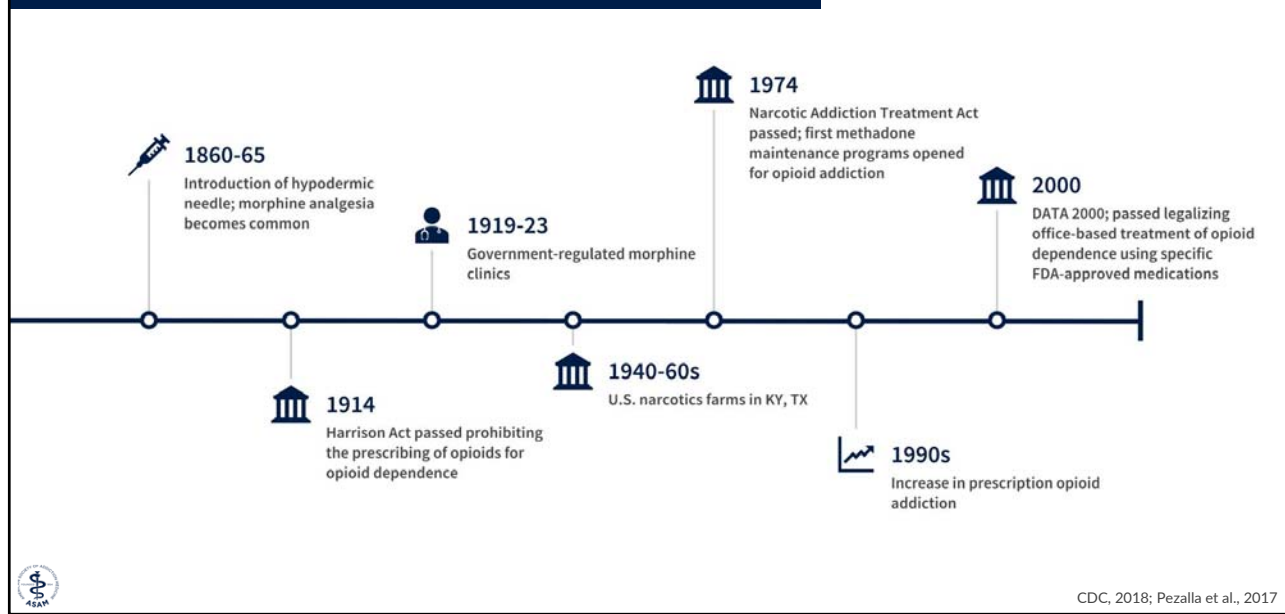 1860-65
Introduction of hypodermic
needle; morphine analgesia
becomes common
1914
Harrison Act passed prohibiting
the prescribing of opioids for
opioid dependence
1919-23
Government-regulated morphine
clinics
1940-60s
U.S. narcotics farms in KY, TX
1974
Narcotic Addiction Treatment Act
passed; first methadone
maintenance programs opened
for opioid addiction
1990s
Increase in prescription opioid
addiction
2000
DATA 2000; passed legalizing
office-based treatment of opioid
dependence using specific
FDA-approved medications
ASAM
CDC, 2018; Pezalla et al., 2017